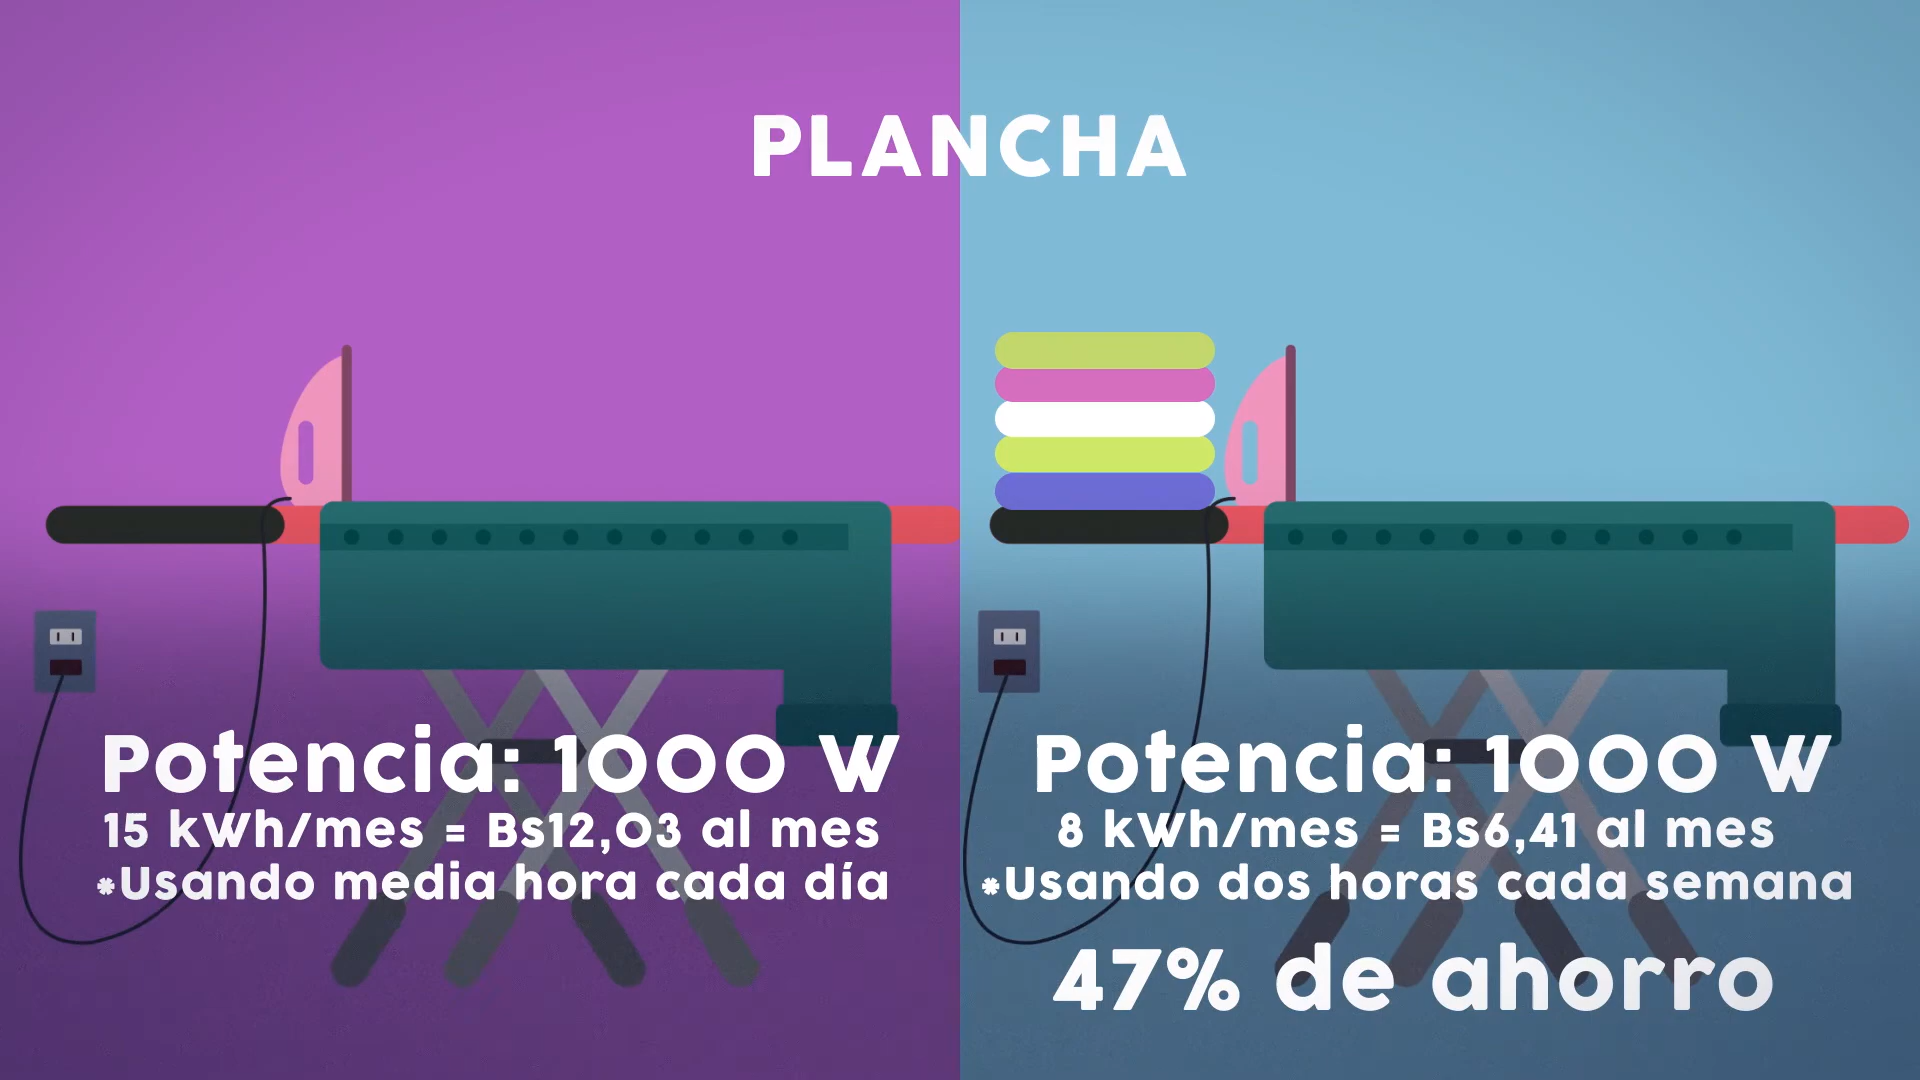 PLANCHA
Potencia: 1000 W
15 kWh/mes = Bs12,03 al mes
*Usando media hora cada día
Potencia: 1000 W
8 kWh/mes = Bs6,41 al mes
*Usando dos horas cada semana
47% de ahorro